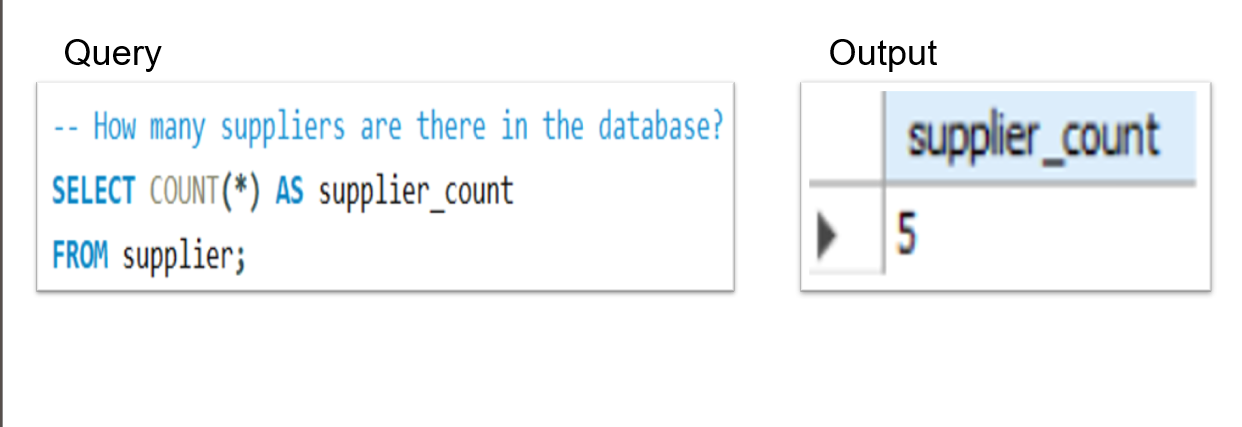 Query
-- How many suppliers are there in the database?
SELECT COUNT(*) AS supplier_count
FROM supplier;
Output
supplier_count
5